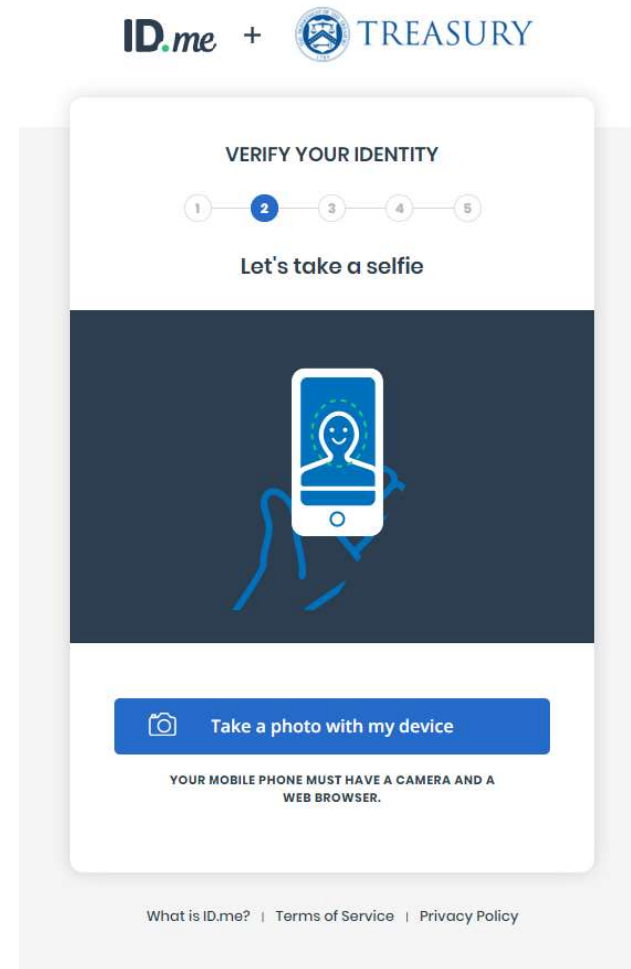 ID.me + TREASURY
VERIFY YOUR IDENTITY
1 2 3 4 5
Let's take a selfie
Take a photo with my device
YOUR MOBILE PHONE MUST HAVE A CAMERA AND A
WEB BROWSER.
What is ID.me? | Terms of Service | Privacy Policy